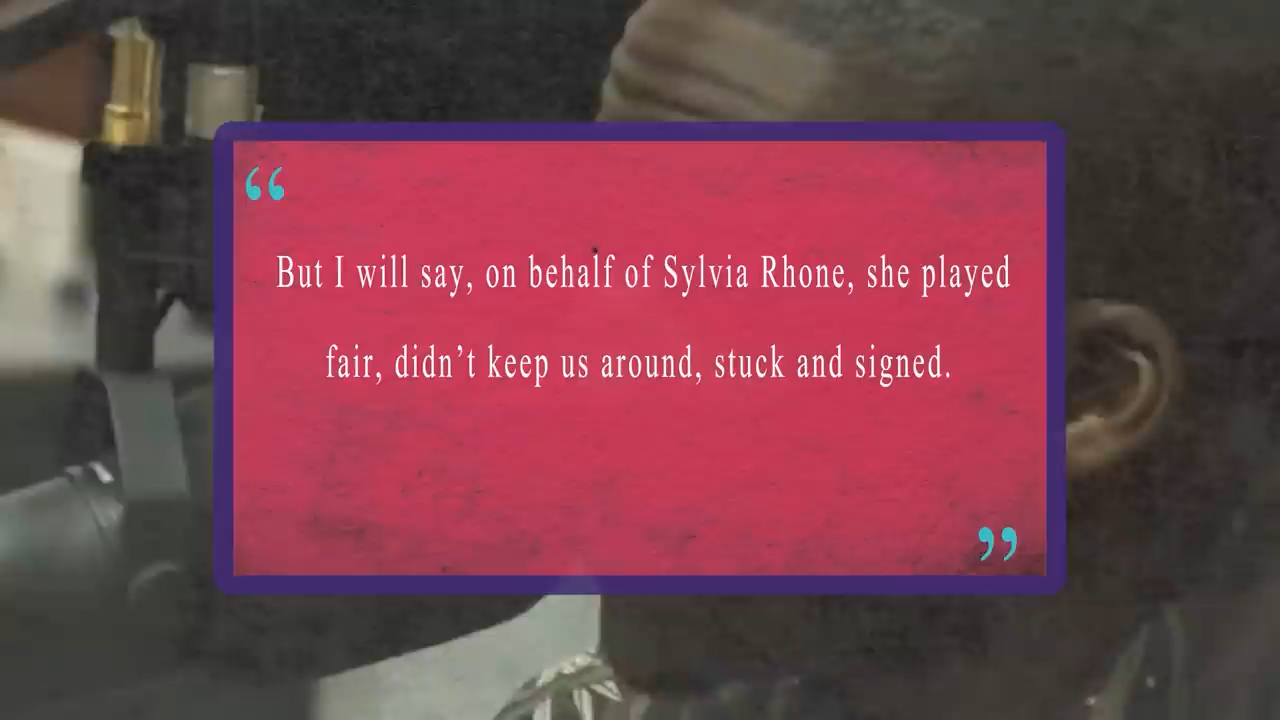 “
But I will say, on behalf of Sylvia Rhone, she played
fair, didn’t keep us around, stuck and signed.
”